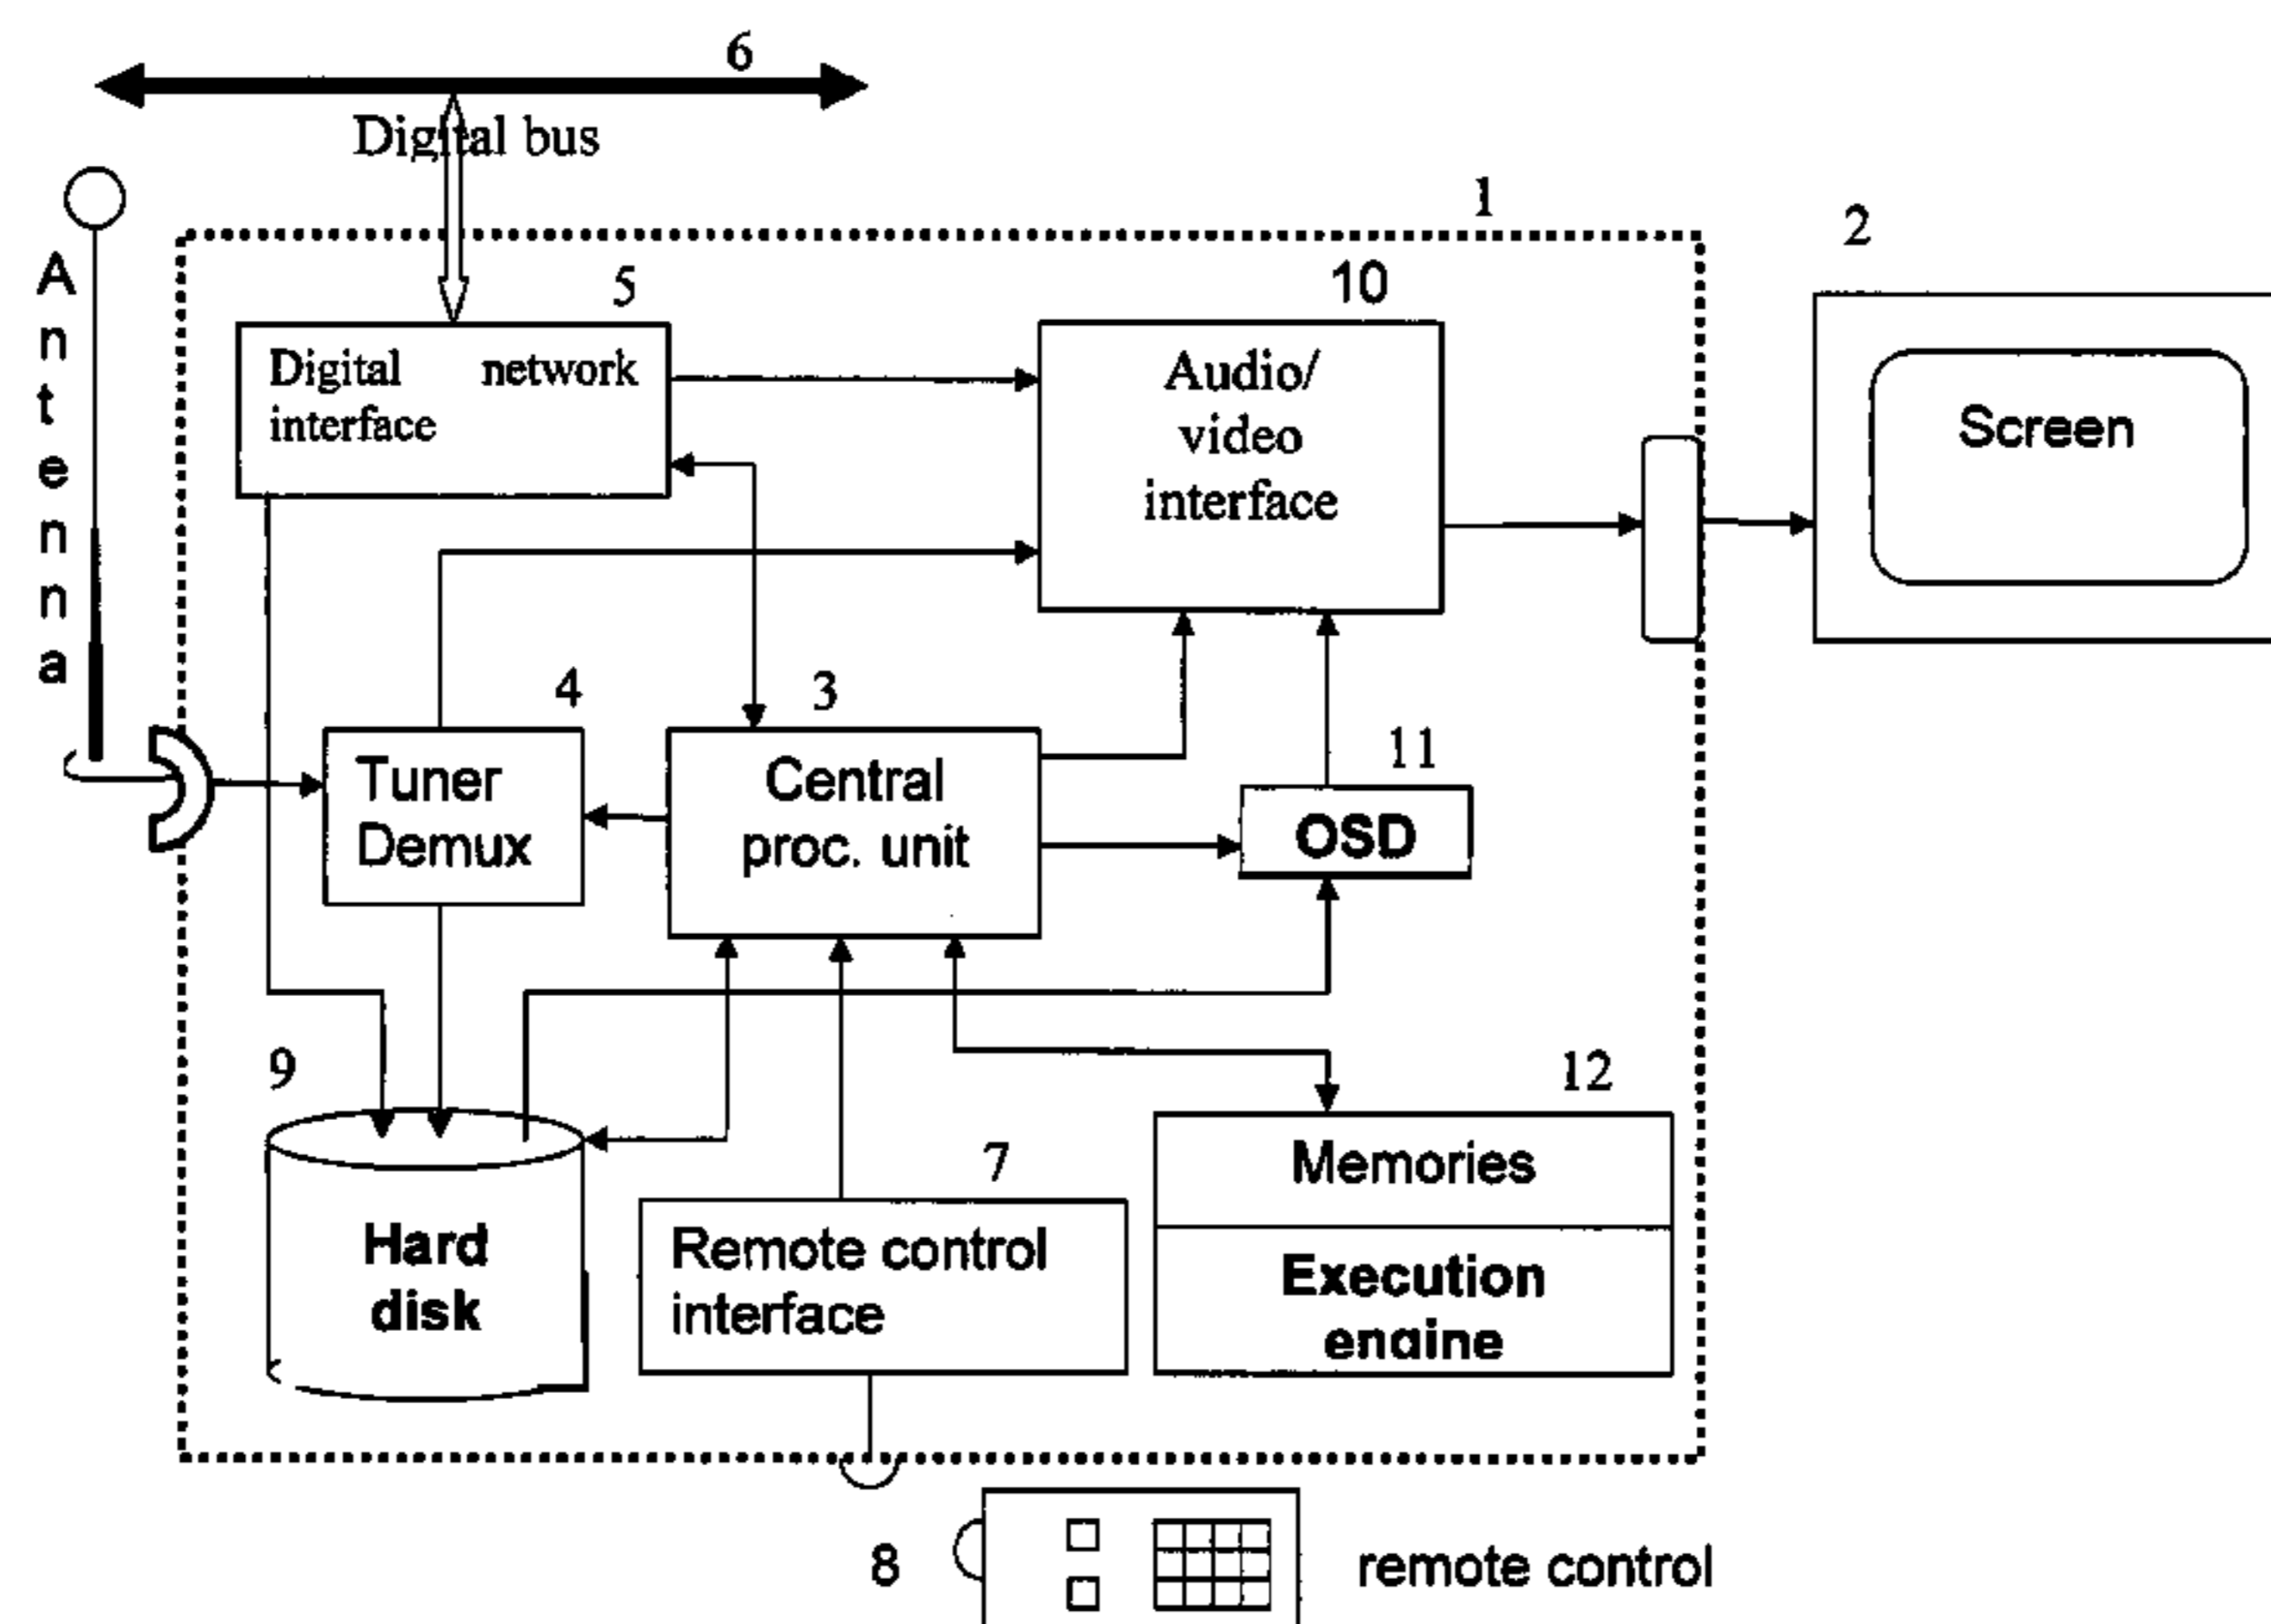 6
Digital bus
1
2
Antenna
5
10
Digital network
interface
Audio/
video
interface
Screen
4
3
11
Tuner
Demux
Central
proc. unit
OSD
9
12
7
Memories
Hard
disk
Remote control
interface
Execution
engine
8
remote control